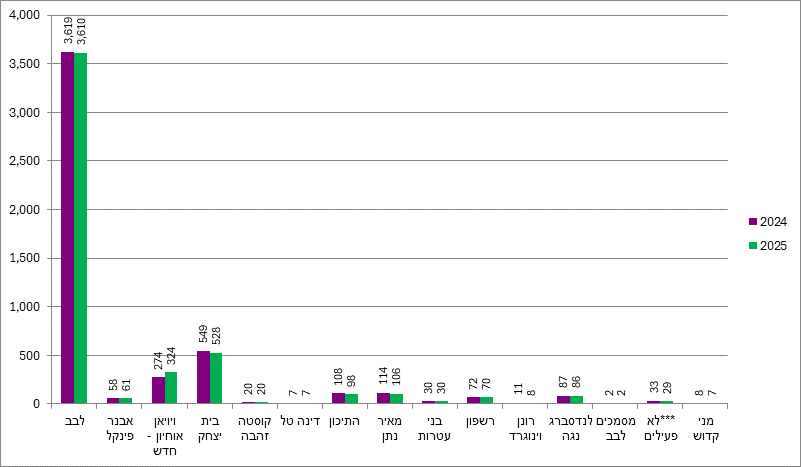 4,000
3,500
3,000
2,500
2,000
1,500
1,000
500
0
3,619
3,610
58
61
274
324
549
528
20
20
7
7
108
98
114
106
30
30
72
70
11
8
87
86
2
2
33
29
8
7
לבב
אבנר
פינקל
ויויאן
אוחיון -
חדש
בית
יצחק
קוסטה
זהבה
דינה טל
התיכון
מאיר
נתן
בני
עטרות
רשפון
רונן
וינוגרד
לנדסברג
נגה
מסמכים
לבב
***לא
פעילים
מני
קדוש
2024
2025